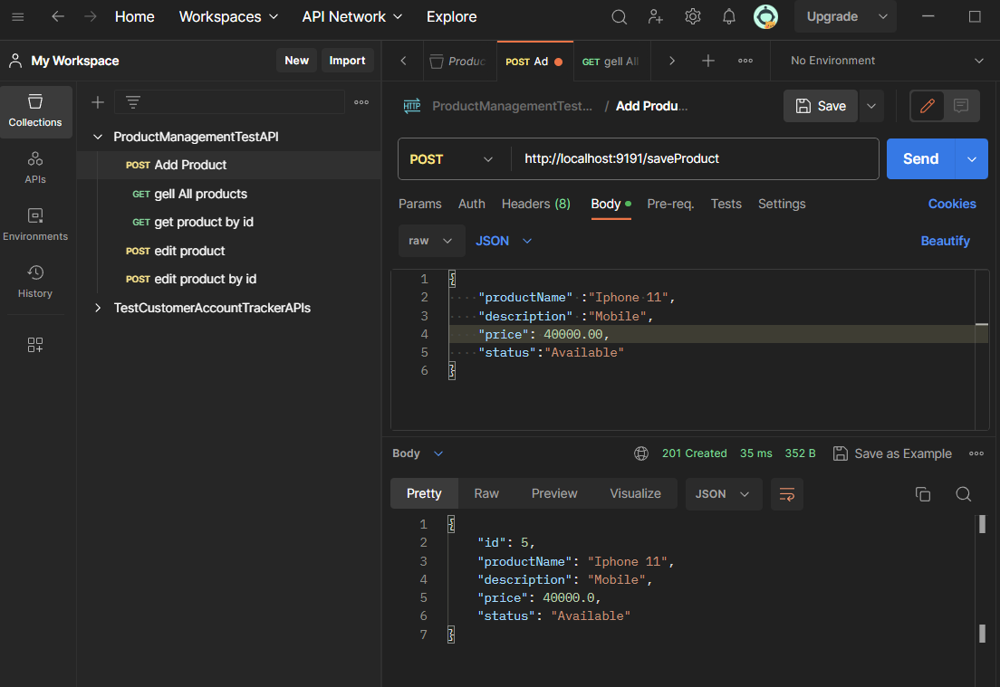 Home Workspaces API Network Explore Upgrade
My Workspace New Import
Produc POST Ad GET gell All No Environment
Collections
APIs
Environments
History
ProductManagementTestAPI
POST Add Product
GET gell All products
GET get product by id
POST edit product
POST edit product by id
TestCustomerAccountTrackerAPIs
HTTP ProductManagementTest... / Add Produ... Save
POST http://localhost:9191/saveProduct Send
Params Auth Headers (8) Body Pre-req. Tests Settings Cookies
raw JSON Beautify
1 {
2 "productName" :"Iphone 11",
3 "description" :"Mobile",
4 "price": 40000.00,
5 "status":"Available"
6 }
Body 201 Created 35 ms 352 B Save as Example
Pretty Raw Preview Visualize JSON
1 {
2 "id": 5,
3 "productName": "Iphone 11",
4 "description": "Mobile",
5 "price": 40000.0,
6 "status": "Available"
7 }